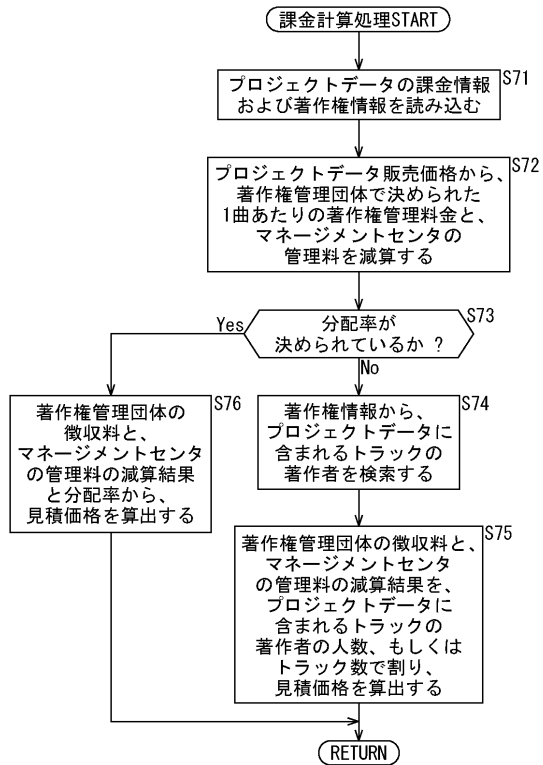 課金計算処理START
S71
プロジェクトデータの課金情報
および著作権情報を読み込む
S72
プロジェクトデータ販売価格から、
著作権管理団体で決められた
1曲あたりの著作権管理料金と、
マネージメントセンタの
管理料を減算する
S73
分配率が
決められているか ?
Yes
No
S76
著作権管理団体の
徴収料と、
マネージメントセンタ
の管理料の減算結果
と分配率から、
見積価格を算出する
S74
著作権情報から、
プロジェクトデータに
含まれるトラックの
著作者を検索する
S75
著作権管理団体の徴収料と、
マネージメントセンタ
の管理料の減算結果を、
プロジェクトデータに
含まれるトラックの
著作者の人数、もしくは
トラック数で割り、
見積価格を算出する
RETURN